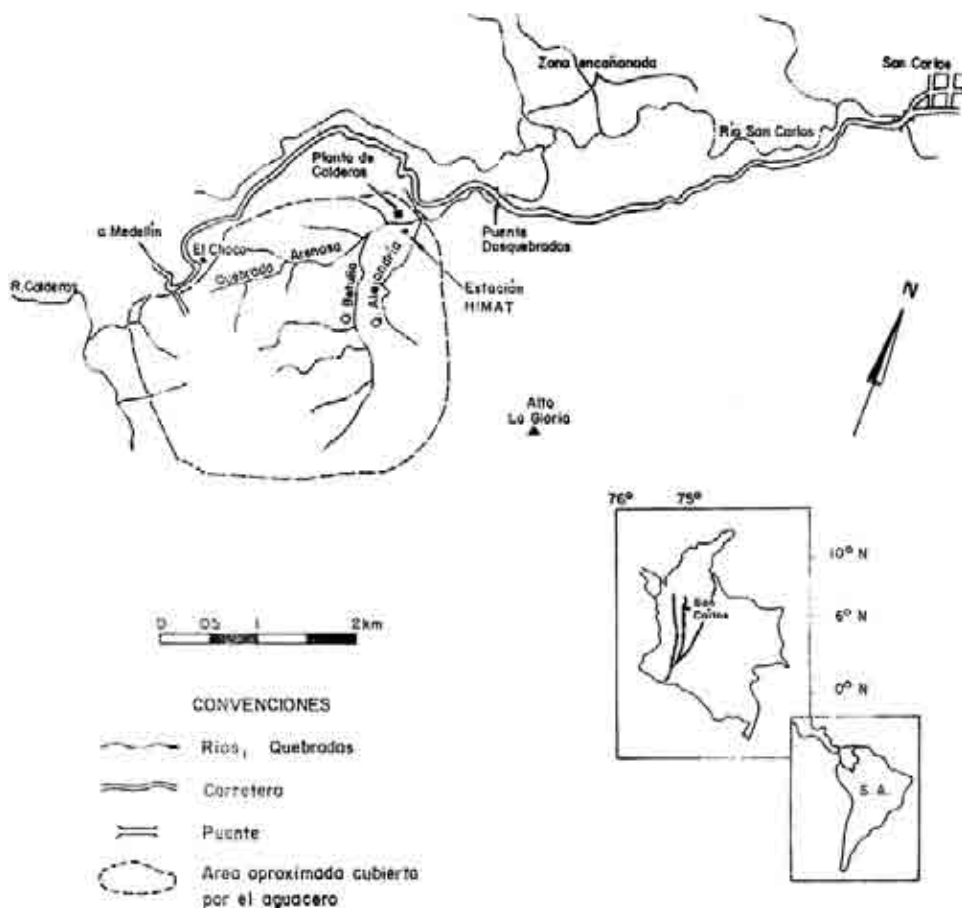 Zona encañonada
San Carlos
Río San Carlos
Planta de
Calderas
a Medellín
El Choco
Quebrada Arenosa
Puente
Dosquebradas
R. Calderas
Q. Betulia
Q. Alejandría
Estación
HIMAT
N
Alto
La Gloria
76° 75°
10° N
San
Carlos
6° N
0° N
S. A.
0 0.5 1 2 km
CONVENCIONES
Ríos, Quebradas
Carretera
Puente
Area aproximada cubierta
por el aguacero